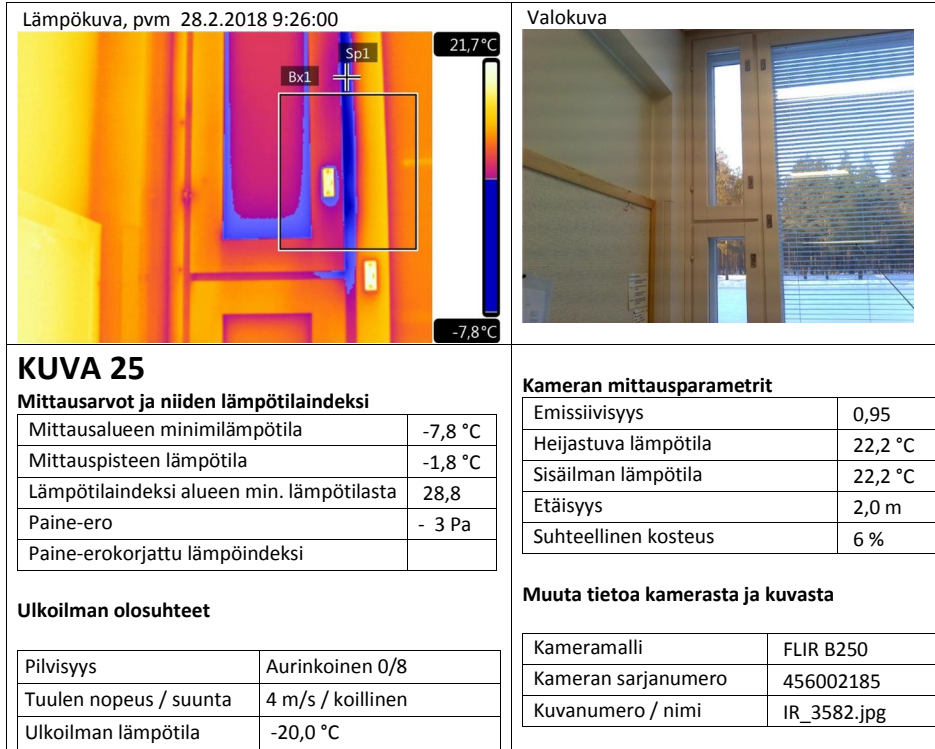 Lämpökuva, pvm 28.2.2018 9:26:00
21,7°C
Sp1
Bx1
-7,8°C
Valokuva
KUVA 25
Mittausarvot ja niiden lämpötilaindeksi
Mittausalueen minimilämpötila -7,8 °C
Mittauspisteen lämpötila -1,8 °C
Lämpötilaindeksi alueen min. lämpötilasta 28,8
Paine-ero - 3 Pa
Paine-erokorjattu lämpöindeksi
Ulkoilman olosuhteet
Pilvisyys Aurinkoinen 0/8
Tuulen nopeus / suunta 4 m/s / koillinen
Ulkoilman lämpötila -20,0 °C
Kameran mittausparametrit
Emissiivisyys 0,95
Heijastuva lämpötila 22,2 °C
Sisäilman lämpötila 22,2 °C
Etäisyys 2,0 m
Suhteellinen kosteus 6 %
Muuta tietoa kamerasta ja kuvasta
Kameramalli FLIR B250
Kameran sarjanumero 456002185
Kuvanumero / nimi IR_3582.jpg